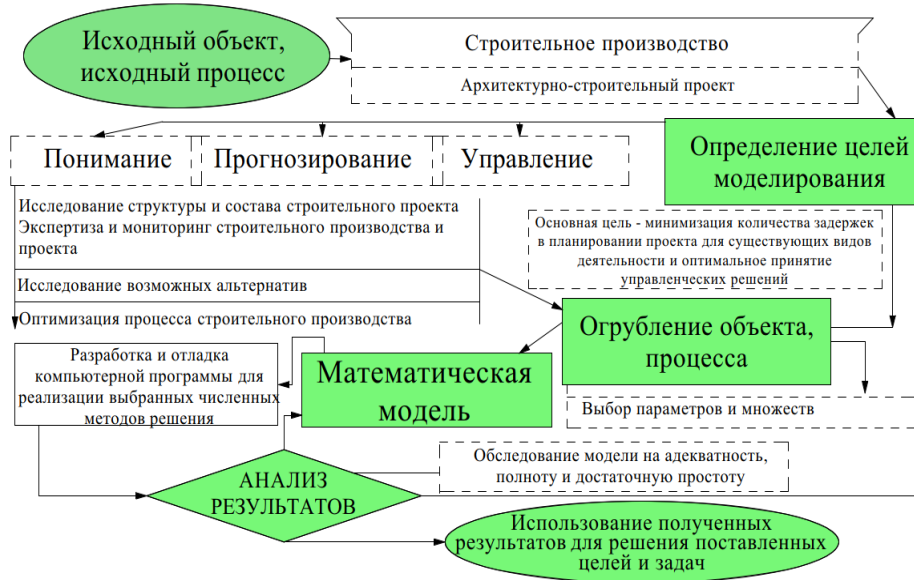 Исходный объект,
исходный процесс
Строительное производство
Архитектурно-строительный проект
Понимание
Прогнозирование
Управление
Определение целей
моделирования
Исследование структуры и состава строительного проекта
Экспертиза и мониторинг строительного производства и
проекта
Основная цель - минимизация количества задержек
в планировании проекта для существующих видов
деятельности и оптимальное принятие
управленческих решений
Исследование возможных альтернатив
Оптимизация процесса строительного производства
Огрубление объекта,
процесса
Разработка и отладка
компьютерной программы для
реализации выбранных численных
методов решения
Математическая
модель
Выбор параметров и множеств
Обследование модели на адекватность,
полноту и достаточную простоту
АНАЛИЗ
РЕЗУЛЬТАТОВ
Использование полученных
результатов для решения поставленных
целей и задач